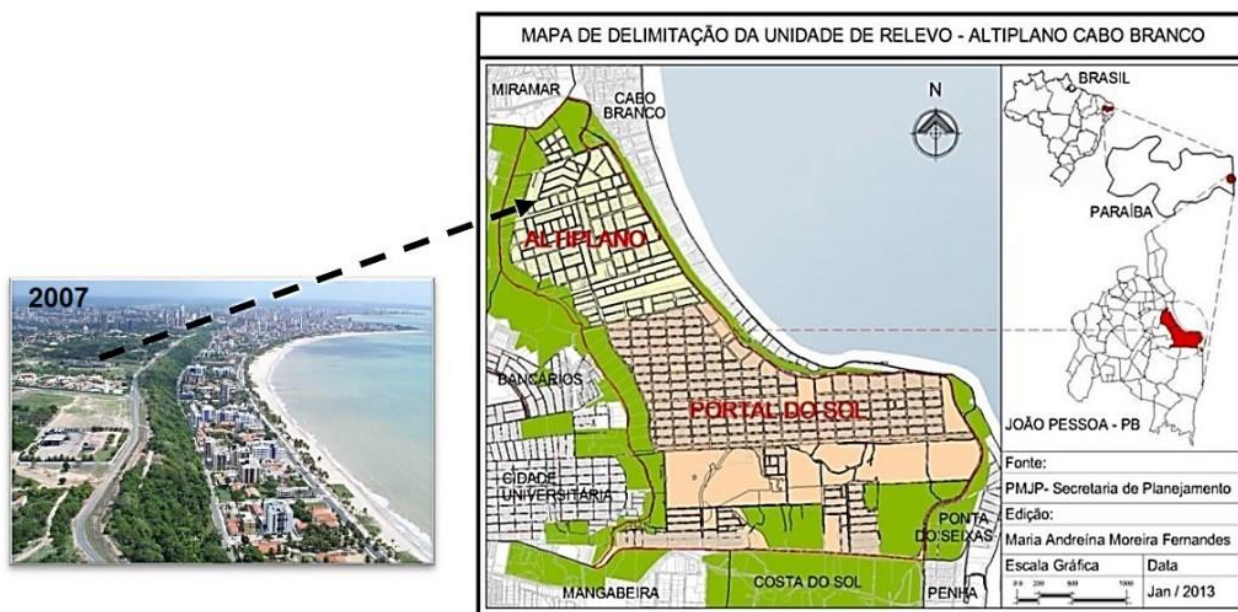 2007
MAPA DE DELIMITAÇÃO DA UNIDADE DE RELEVO - ALTIPLANO CABO BRANCO
MIRAMAR
CABO
BRANCO
N
ALTIPLANO
BANCÁRIOS
PORTAL DO SOL
CIDADE
UNIVERSITÁRIA
PONTA
DO SEIXAS
COSTA DO SOL
MANGABEIRA
PENHA
BRASIL
PARAÍBA
JOÃO PESSOA - PB
Fonte:
PMJP- Secretaria de Planejamento
Edição:
Maria Andreína Moreira Fernandes
Escala Gráfica
Data
Jan / 2013